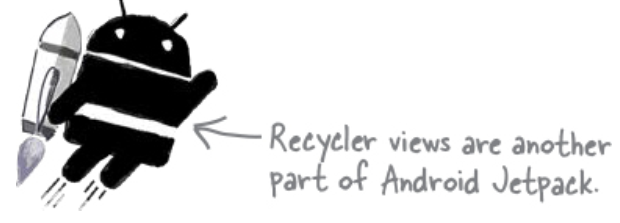 Recycler views are another
part of Android Jetpack.